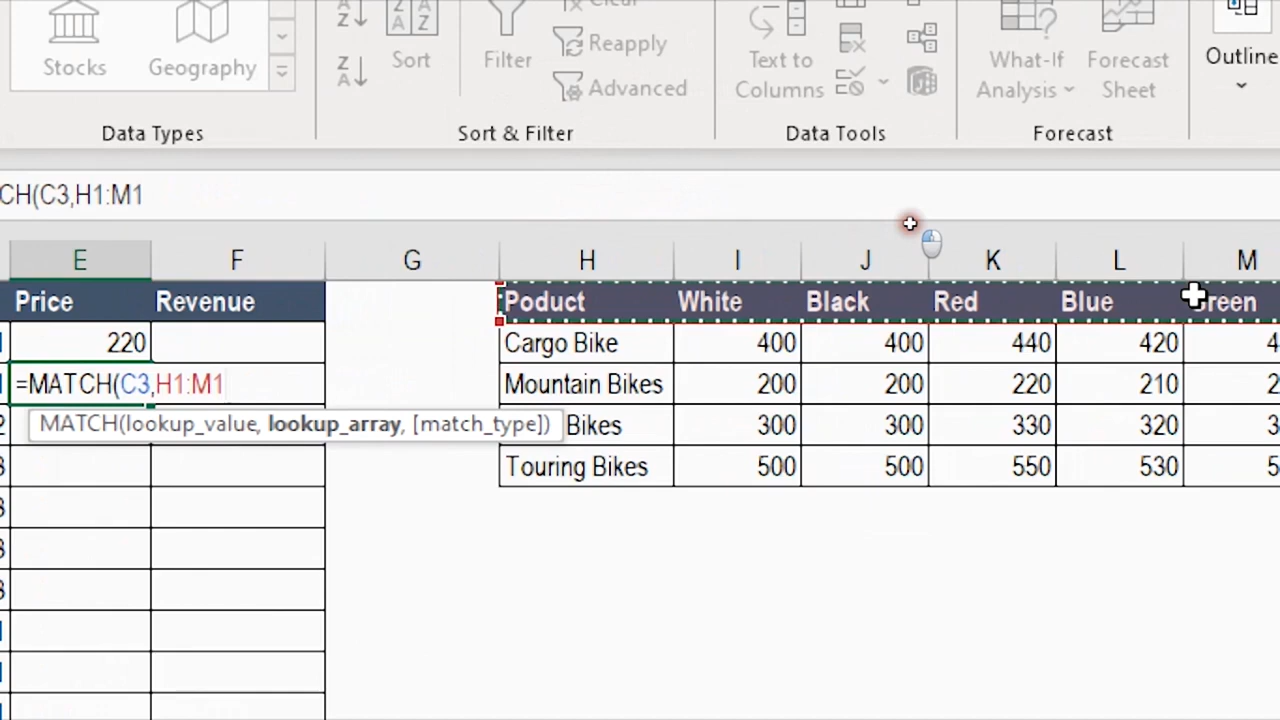 Clear
Stocks Geography Sort Filter Reapply Advanced Text to Columns What-If Analysis Forecast Sheet Outline
Data Types Sort & Filter Data Tools Forecast
CH(C3,H1:M1
E F G H I J K L M
Price Revenue Poduct White Black Red Blue Green
220 Cargo Bike 400 400 440 420 4
=MATCH(C3,H1:M1 Mountain Bikes 200 200 220 210 2
MATCH(lookup_value, lookup_array, [match_type]) Bikes 300 300 330 320 3
Touring Bikes 500 500 550 530 5